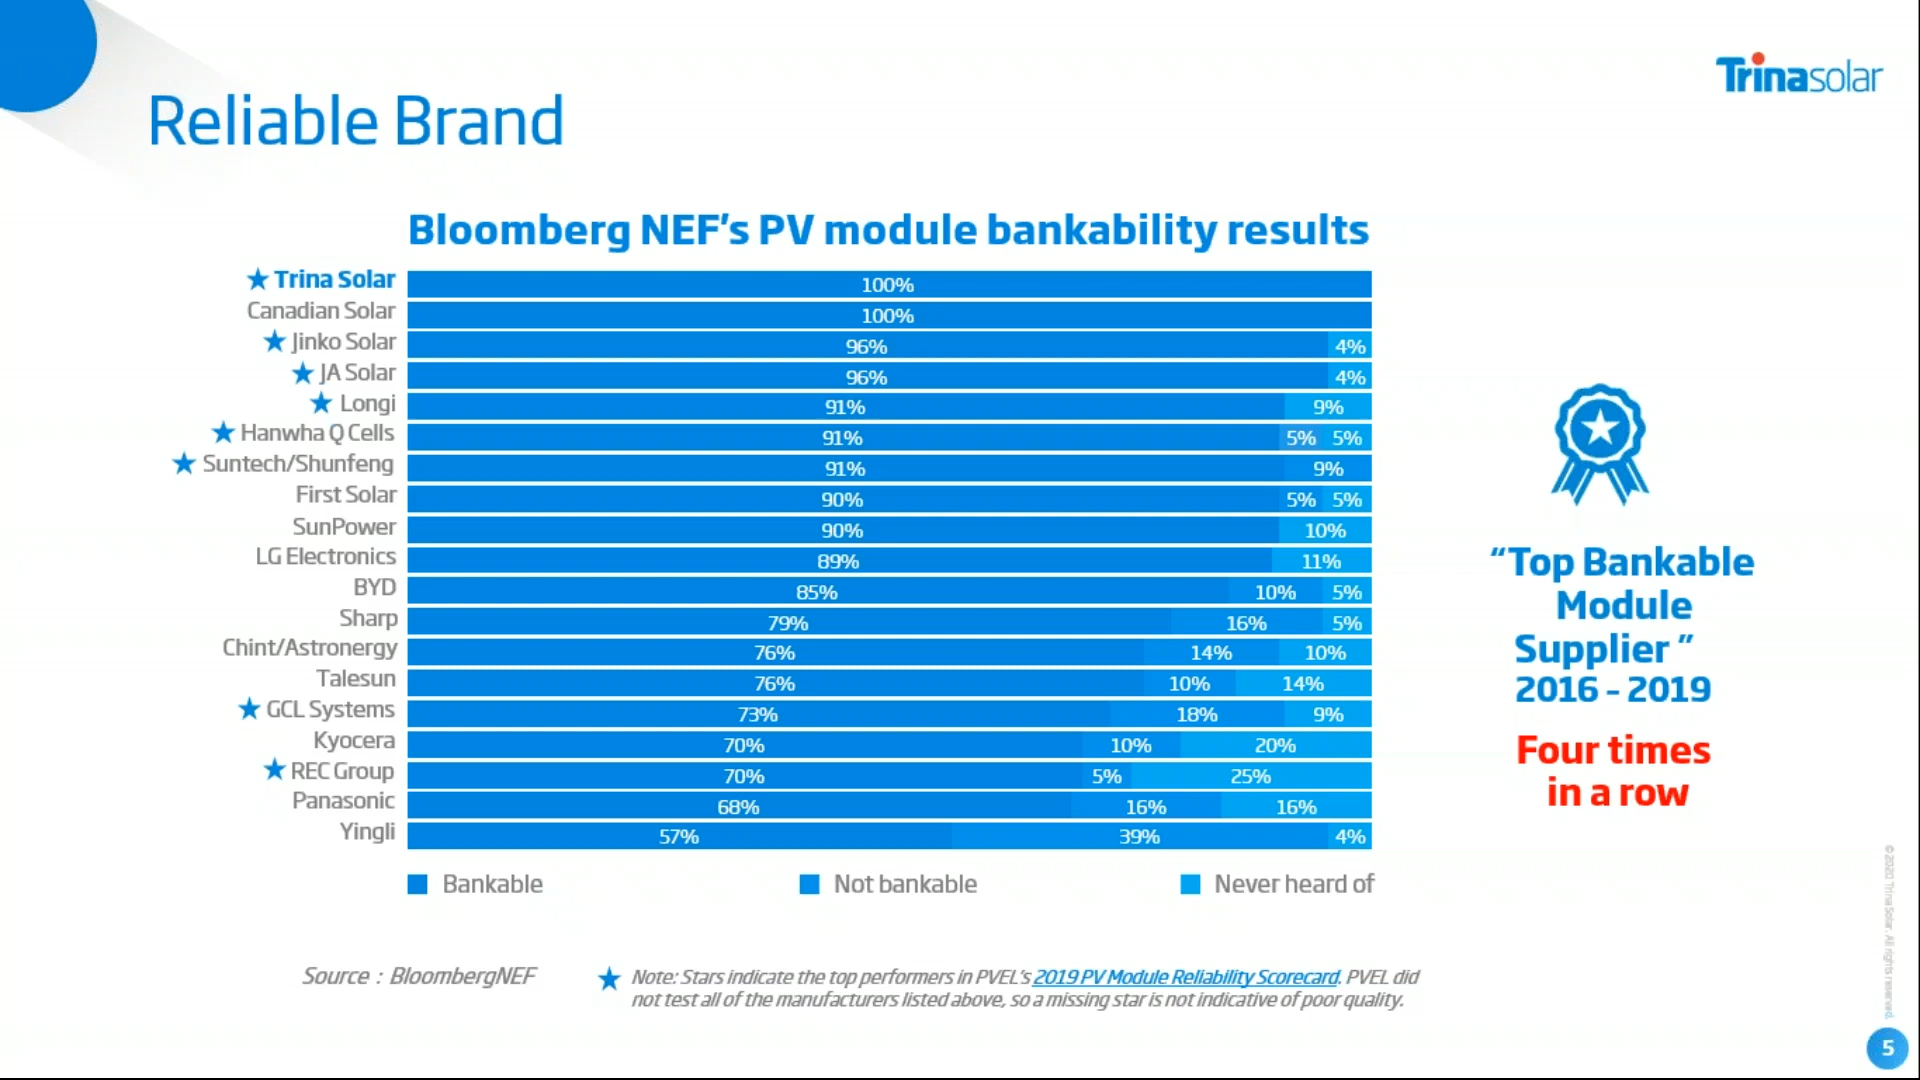 Trinasolar
Reliable Brand
Bloomberg NEF's PV module bankability results
★ Trina Solar 100%
Canadian Solar 100%
★ Jinko Solar 96% 4%
★ JA Solar 96% 4%
★ Longi 91% 9%
★ Hanwha Q Cells 91% 5% 5%
★ Suntech/Shunfeng 91% 9%
First Solar 90% 5% 5%
SunPower 90% 10%
LG Electronics 89% 11%
BYD 85% 10% 5%
Sharp 79% 16% 5%
Chint/Astronergy 76% 14% 10%
Talesun 76% 10% 14%
★ GCL Systems 73% 18% 9%
Kyocera 70% 10% 20%
★ REC Group 70% 5% 25%
Panasonic 68% 16% 16%
Yingli 57% 39% 4%
Bankable Not bankable Never heard of
“Top Bankable
Module
Supplier ”
2016 - 2019
Four times
in a row
Source : BloombergNEF
★ Note: Stars indicate the top performers in PVEL's 2019 PV Module Reliability Scorecard. PVEL did
not test all of the manufacturers listed above, so a missing star is not indicative of poor quality.
© 2020 Trina Solar. All rights reserved.
5